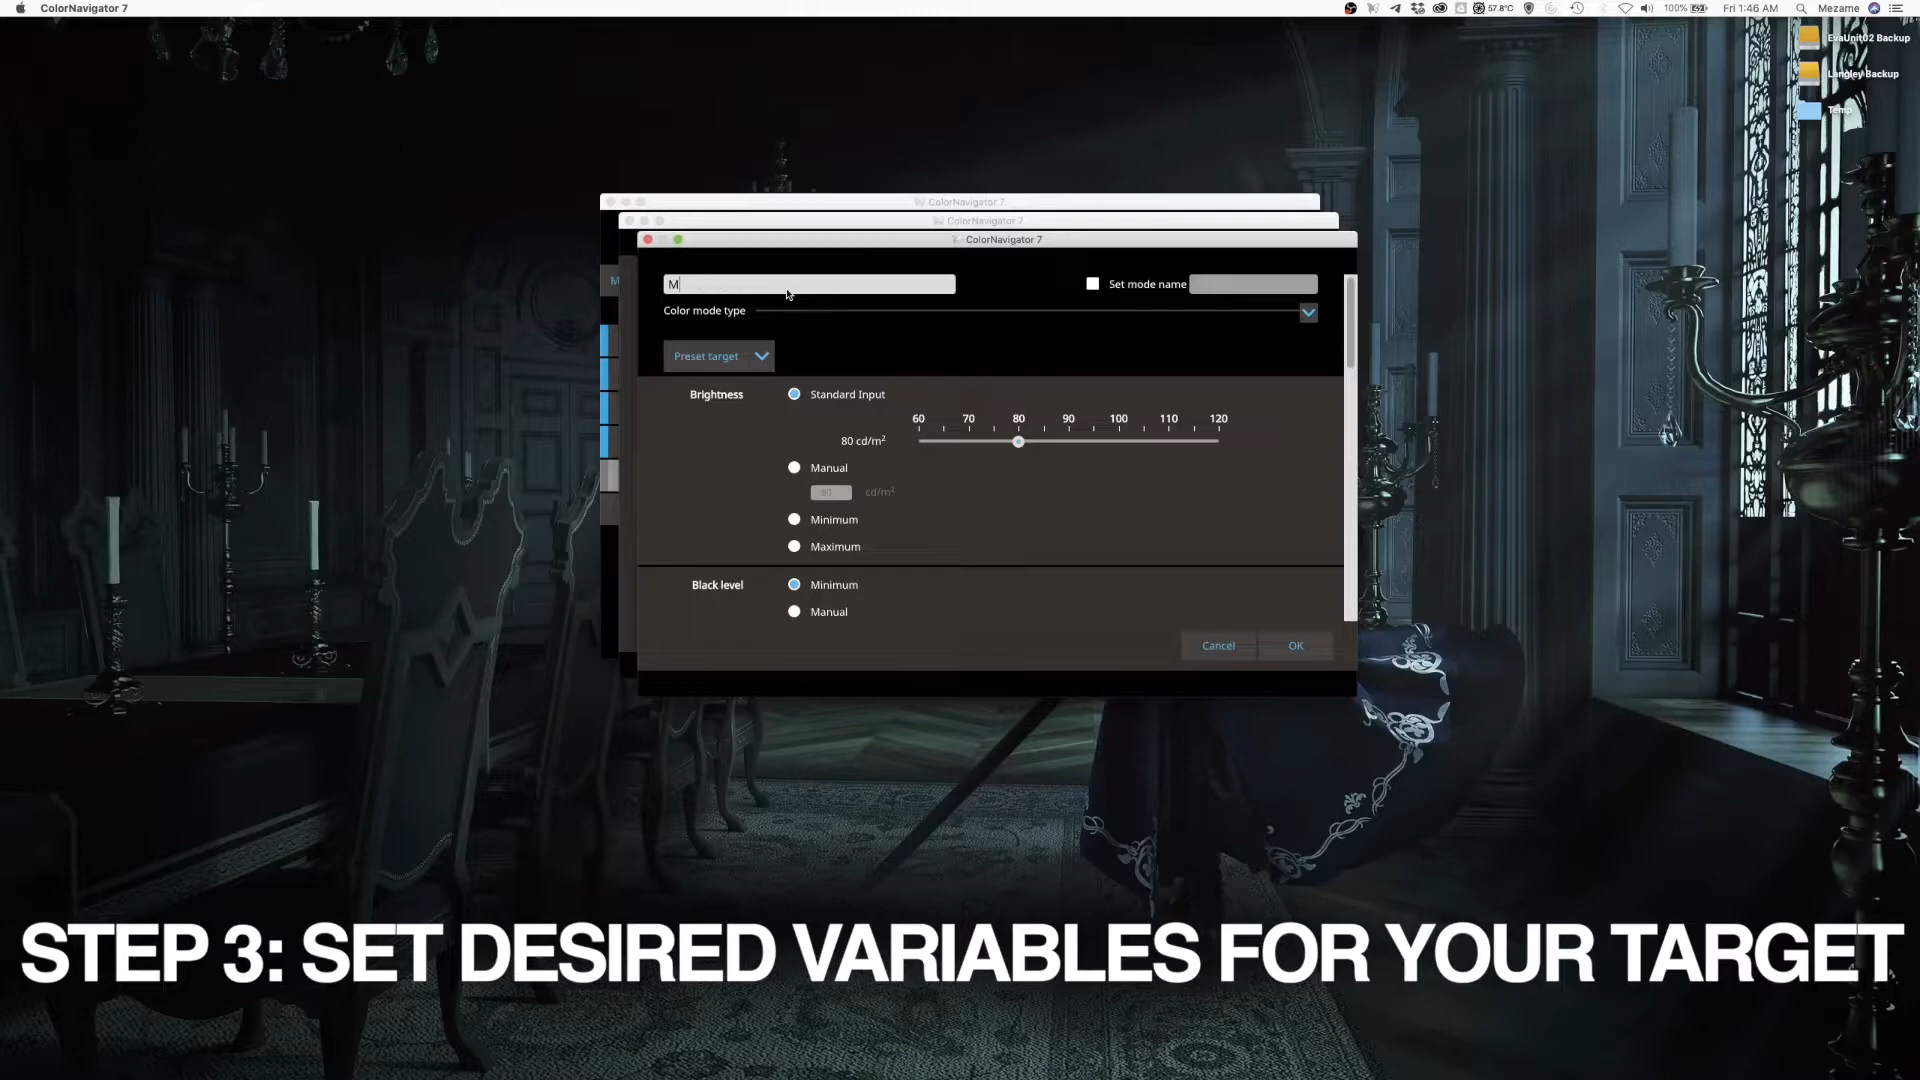 ColorNavigator 7
57.8°C
100%
Fri 1:46 AM
Mezame
EvaUnit02 Backup
Langley Backup
Temp
ColorNavigator 7
ColorNavigator 7
ColorNavigator 7
M
M
Set mode name
Color mode type
Preset target
Brightness
Standard Input
60 70 80 90 100 110 120
80 cd/m²
Manual
80 cd/m²
Minimum
Maximum
Black level
Minimum
Manual
Cancel
OK
STEP 3: SET DESIRED VARIABLES FOR YOUR TARGET